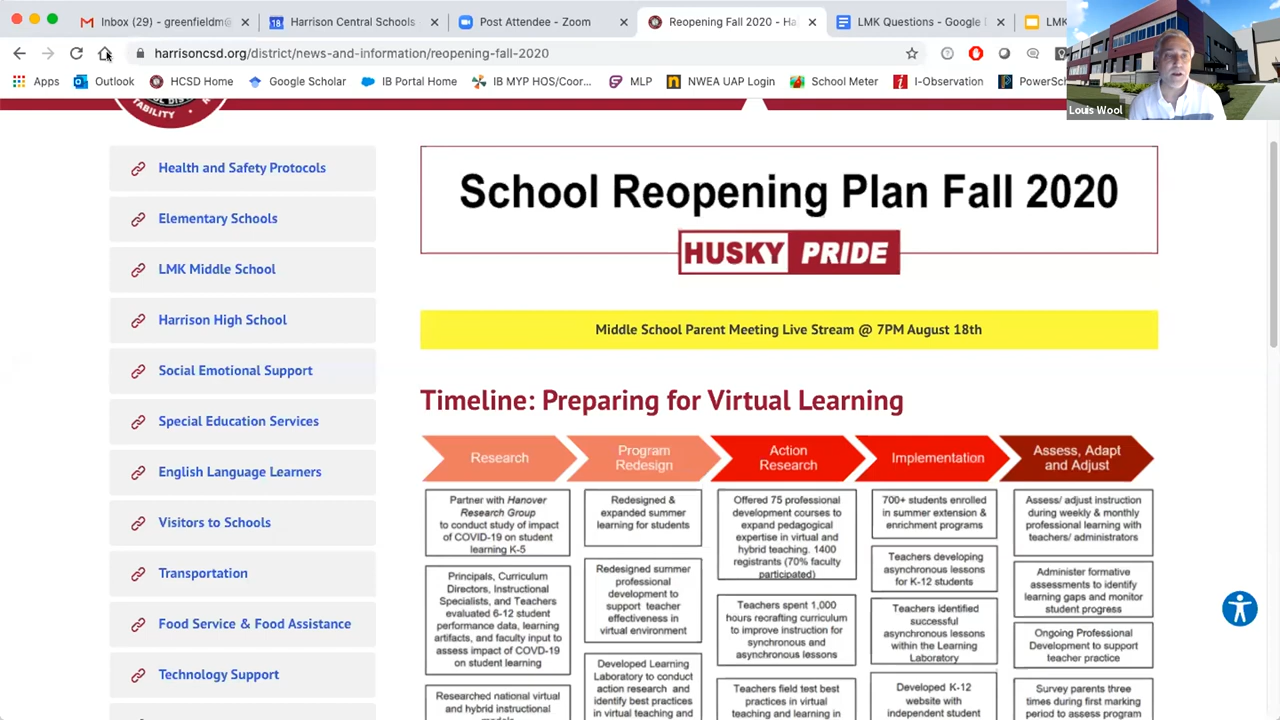 Inbox (29) - greenfieldm@
Harrison Central Schools
Post Attendee - Zoom
Reopening Fall 2020 - Ha
LMK Questions - Google
LMK
harrisoncsd.org/district/news-and-information/reopening-fall-2020
Apps
Outlook
HCSD Home
Google Scholar
IB Portal Home
IB NYP HOS/Coor...
MLP
NWEA UAP Login
School Meter
I-Observation
PowerSc
Louis Wool
TABILITY
Health and Safety Protocols
Elementary Schools
LMK Middle School
Harrison High School
Social Emotional Support
Special Education Services
English Language Learners
Visitors to Schools
Transportation
Food Service & Food Assistance
Technology Support
School Reopening Plan Fall 2020
HUSKY PRIDE
Middle School Parent Meeting Live Stream @ 7PM August 18th
Timeline: Preparing for Virtual Learning
Research
Partner with Hanover
Research Group
to conduct study of impact
of COVID-19 on student
learning K-5
Principals, Curriculum
Directors, Instructional
Specialists, and Teachers
evaluated 6-12 student
performance data, learning
artifacts, and faculty input to
assess impact of COVD-19
on student learning
Researched national virtual
and hybrid instructional
Program
Redesign
Redesigned &
expanded summer
learning for students
Redesigned summer
professional
development to
support teacher
effectiveness in
virtual environment
Developed Learning
Laboratory to conduct
action research and
identify best practices
in virtual teaching and
Action
Research
Offered 75 professional
development courses to
expand pedagogical
expertise in virtual and
hybrid teaching. 1400
registrants (70% faculty
participated)
Teachers spent 1,000
hours recrafting curriculum
to improve instruction for
synchronous and
asynchronous lessons
Teachers field test best
practices in virtual
teaching and learning in
Implementation
700+ students enrolled
in summer extension &
enrichment programs
Teachers developing
asynchronous lessons
for K-12 students
Teachers identified
successful
asynchronous lessons
within the Learning
Laboratory
Developed K-12
website with
independent student
Assess, Adapt
and Adjust
Assess/ adjust instruction
during weekly & monthly
professional learning with
teachers/ administrators
Administer formative
assessments to identify
learning gaps and monitor
student progress
Ongoing Professional
Development to support
teacher practice
Survey parents three
times during first marking
period to assess program